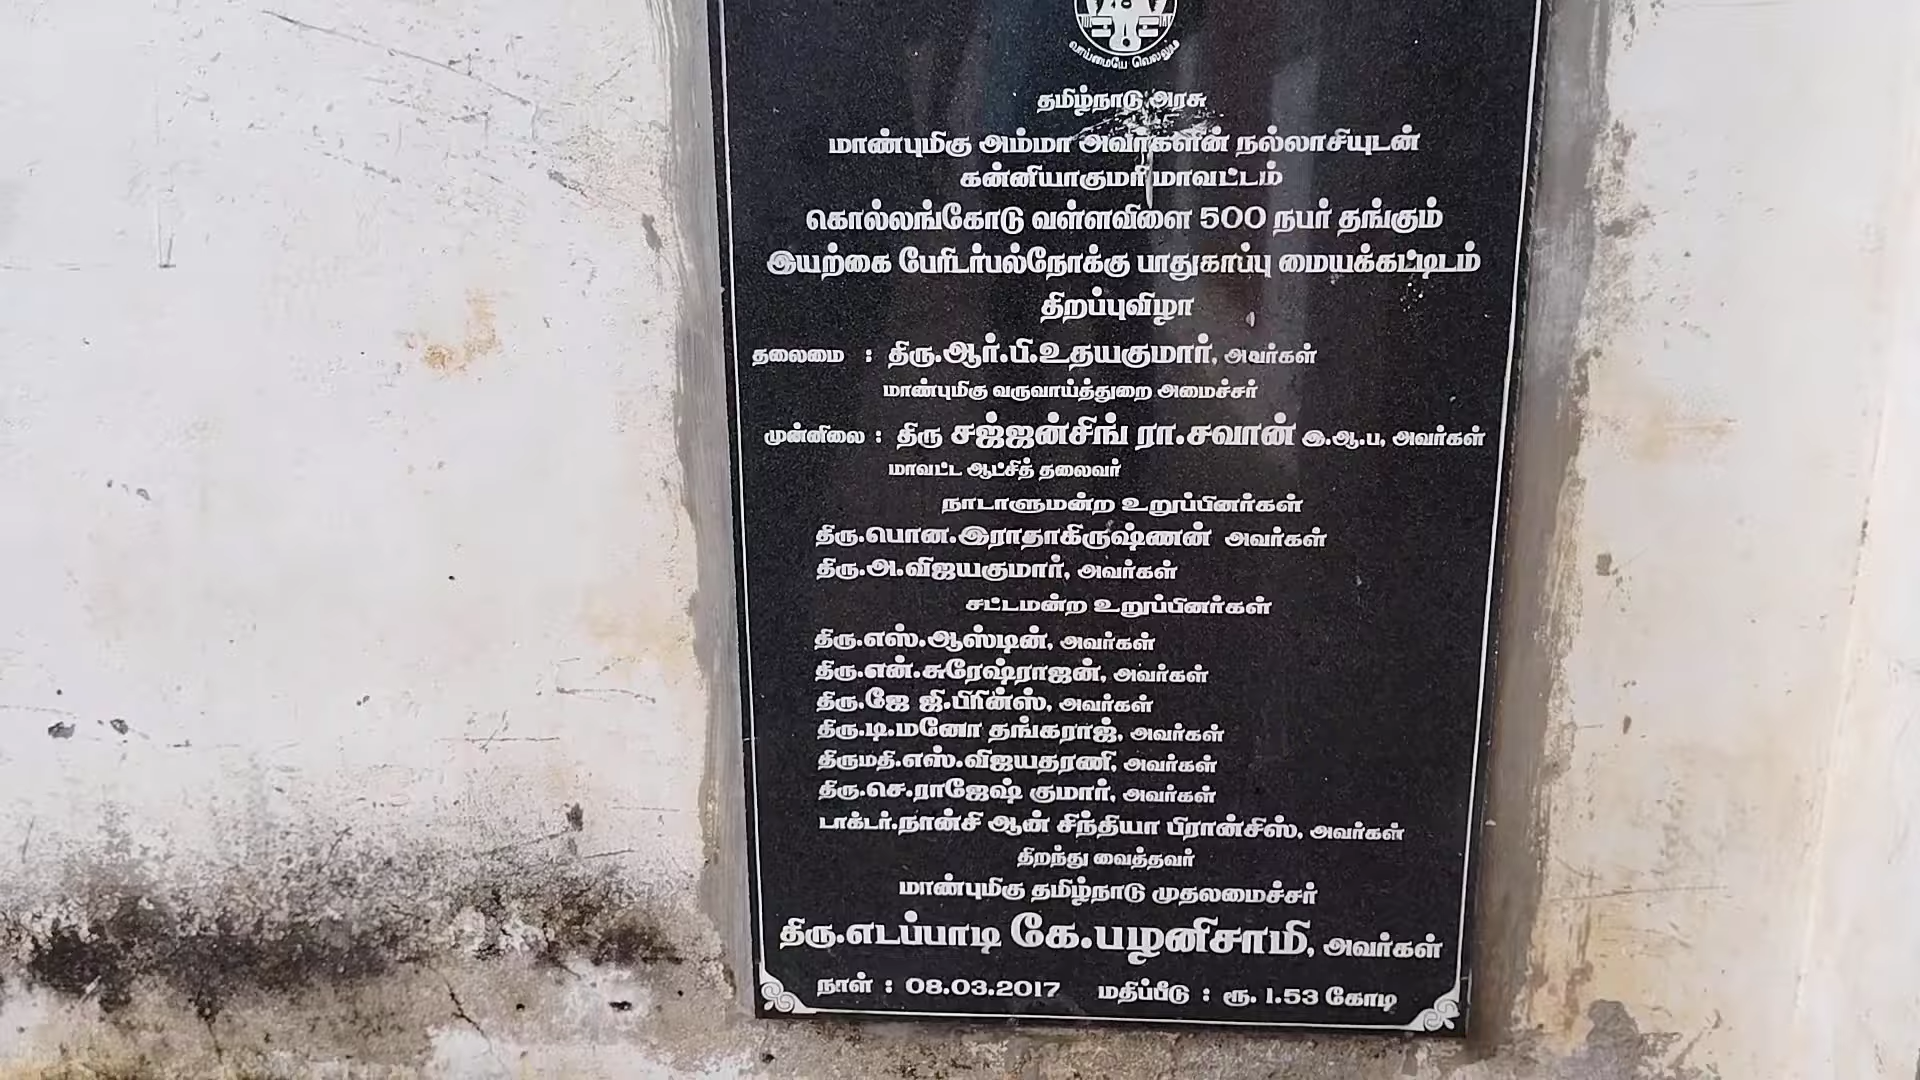 வாய்மையே வெல்லும்
தமிழ்நாடு அரசு
மாண்புமிகு அம்மா அவர்களின் நல்லாசியுடன்
கன்னியாகுமரி மாவட்டம்
கொல்லங்கோடு வள்ளவிளை 500 நபர் தங்கும்
இயற்கை பேரிடர்பல்நோக்கு பாதுகாப்பு மையக்கட்டிடம்
திறப்புவிழா
தலைமை : திரு.ஆர்.பி.உதயகுமார், அவர்கள்
மாண்புமிகு வருவாய்த்துறை அமைச்சர்
முன்னிலை : திரு சஜ்ஜன்சிங் ரா.சவான் இ.ஆ.ப, அவர்கள்
மாவட்ட ஆட்சித் தலைவர்
நாடாளுமன்ற உறுப்பினர்கள்
திரு.பொன.இராதாகிருஷ்ணன் அவர்கள்
திரு.அ.விஜயகுமார், அவர்கள்
சட்டமன்ற உறுப்பினர்கள்
திரு.எஸ்.ஆஸ்டின், அவர்கள்
திரு.என்.சுரேஷ்ராஜன், அவர்கள்
திரு.ஜே ஜி.பிரின்ஸ், அவர்கள்
திரு.டி.மனோ தங்கராஜ், அவர்கள்
திருமதி.எஸ்.விஜயதரணி, அவர்கள்
திரு.செ.ராஜேஷ் குமார், அவர்கள்
டாக்டர்.நான்சி ஆன் சிந்தியா பிரான்சிஸ், அவர்கள்
திறந்து வைத்தவர்
மாண்புமிகு தமிழ்நாடு முதலமைச்சர்
திரு.எடப்பாடி கே.பழனிசாமி, அவர்கள்
நாள் : 08.03.2017 மதிப்பீடு : ரூ. 1.53 கோடி